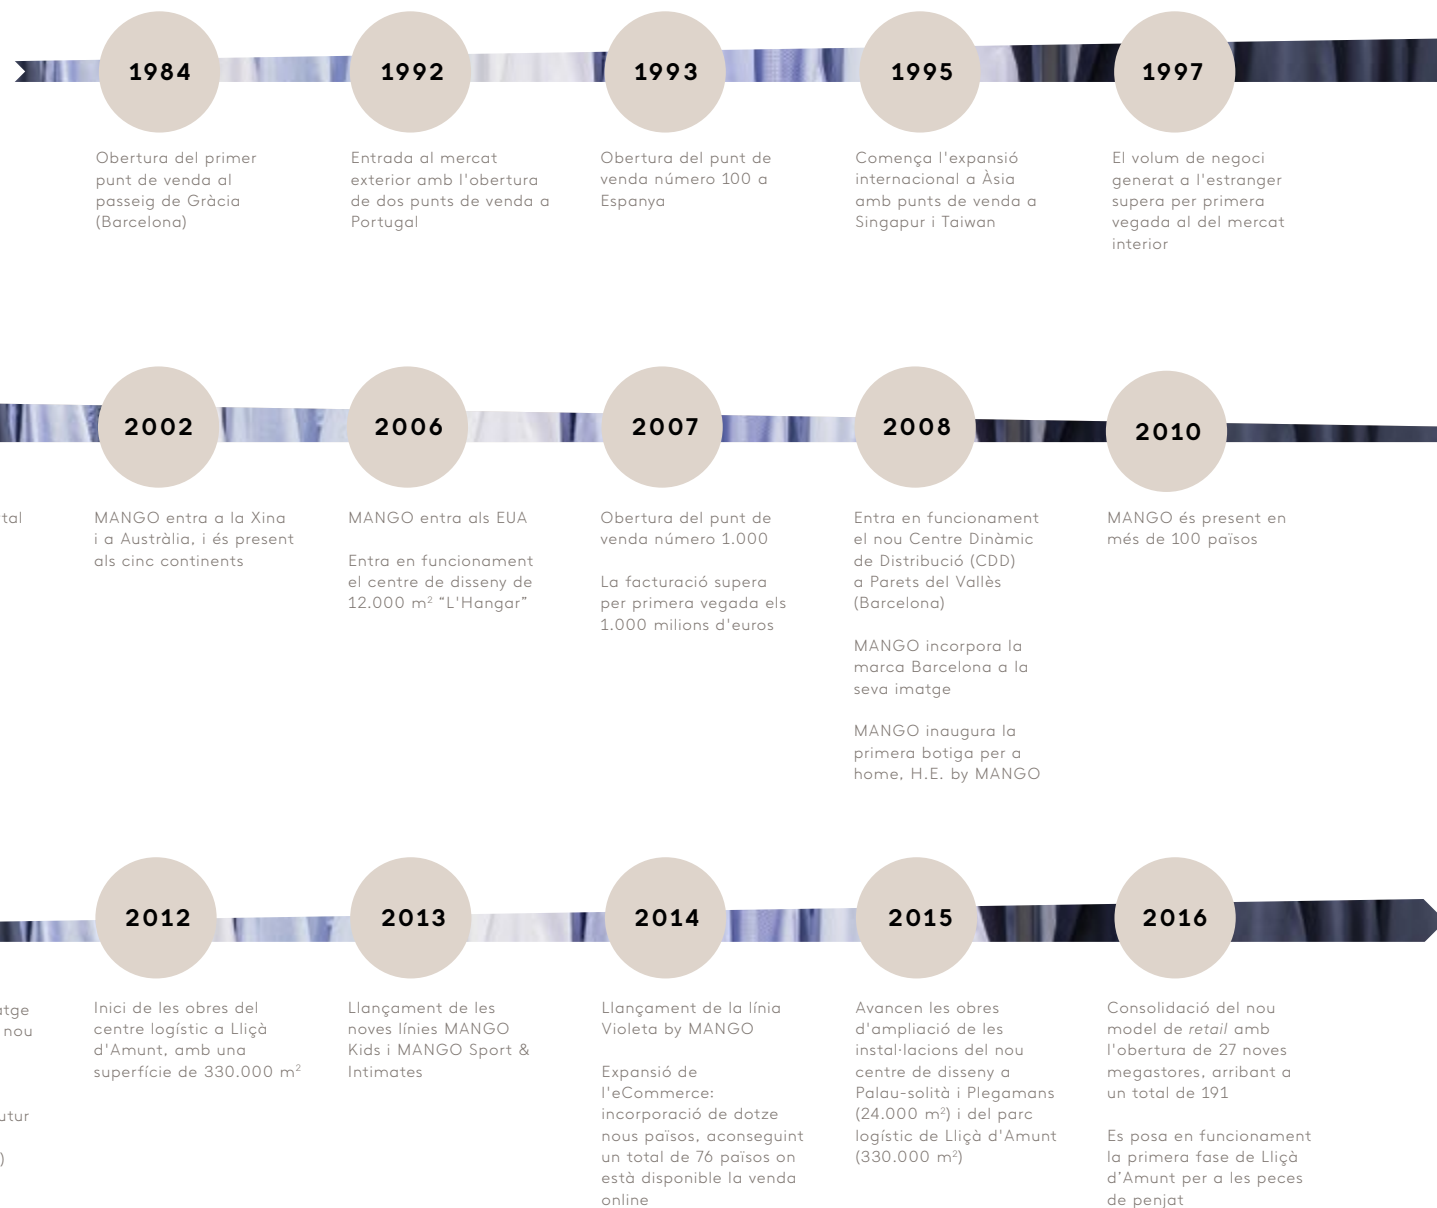 1984
Obertura del primer
punt de venda al
passeig de Gràcia
(Barcelona)
1992
Entrada al mercat
exterior amb l'obertura
de dos punts de venda a
Portugal
1993
Obertura del punt de
venda número 100 a
Espanya
1995
Comença l'expansió
internacional a Àsia
amb punts de venda a
Singapur i Taiwan
1997
El volum de negoci
generat a l'estranger
supera per primera
vegada al del mercat
interior
2002
MANGO entra a la Xina
i a Austràlia, i és present
als cinc continents
2006
MANGO entra als EUA
Entra en funcionament
el centre de disseny de
12.000 m² “L'Hangar”
2007
Obertura del punt de
venda número 1.000
La facturació supera
per primera vegada els
1.000 milions d'euros
2008
Entra en funcionament
el nou Centre Dinàmic
de Distribució (CDD)
a Parets del Vallès
(Barcelona)
MANGO incorpora la
marca Barcelona a la
seva imatge
MANGO inaugura la
primera botiga per a
home, H.E. by MANGO
2010
MANGO és present en
més de 100 països
nou
2012
Inici de les obres del
centre logístic a Lliçà
d'Amunt, amb una
superfície de 330.000 m²
2013
Llançament de les
noves línies MANGO
Kids i MANGO Sport &
Intimates
2014
Llançament de la línia
Violeta by MANGO
Expansió de
l'eCommerce:
incorporació de dotze
nous països, aconseguint
un total de 76 països on
està disponible la venda
online
2015
Avancen les obres
d'ampliació de les
instal·lacions del nou
centre de disseny a
Palau-solità i Plegamans
(24.000 m²) i del parc
logístic de Lliçà d'Amunt
(330.000 m²)
2016
Consolidació del nou
model de retail amb
l'obertura de 27 noves
megastores, arribant a
un total de 191
Es posa en funcionament
la primera fase de Lliçà
d’Amunt per a les peces
de penjat